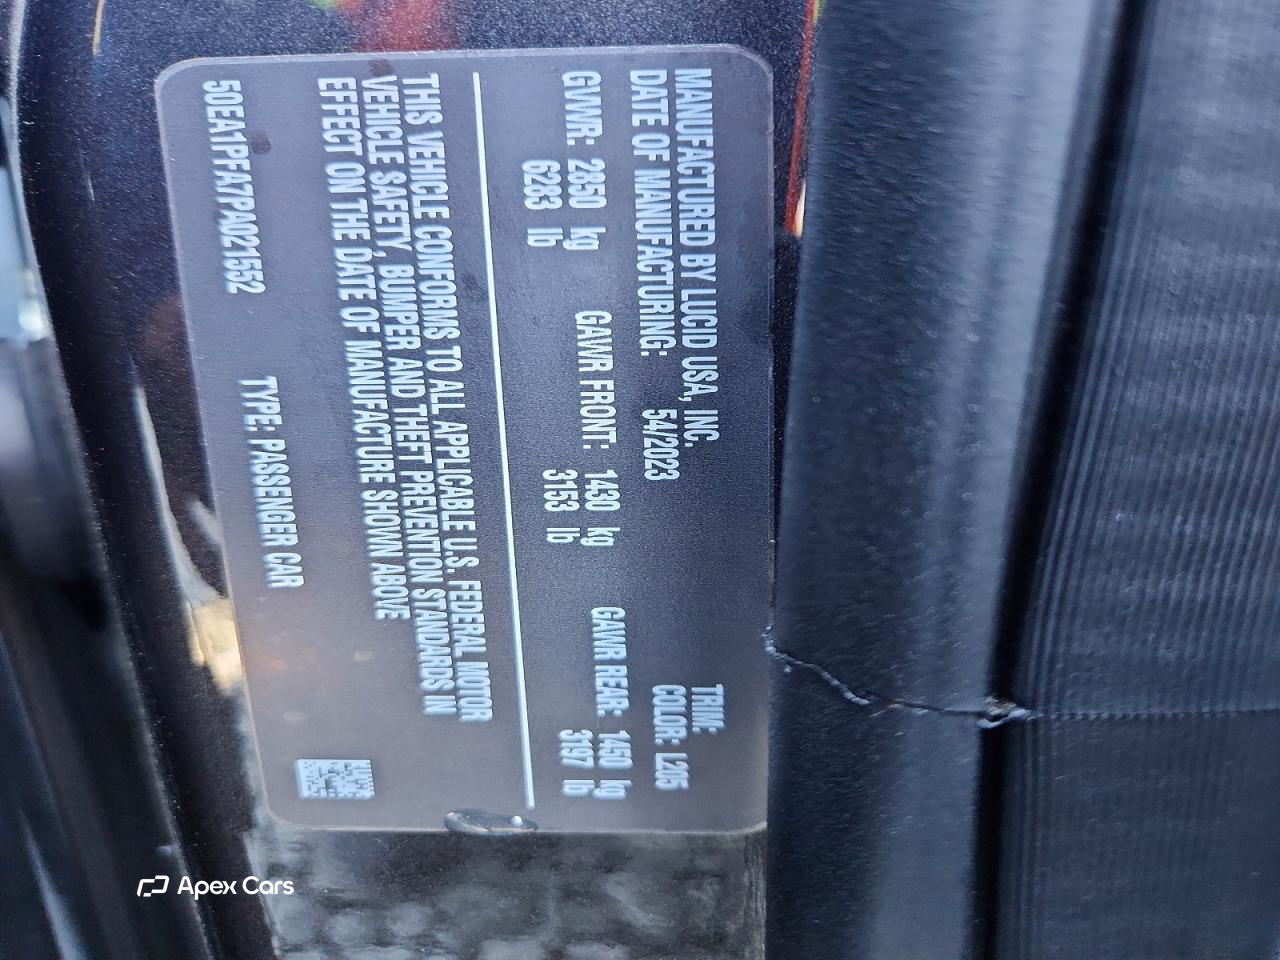 MANUFACTURED BY LUCID USA, INC. TRIM:
DATE OF MANUFACTURING: 54/2023 COLOR: L205
GVWR: 2850 kg GAWR FRONT: 1430 kg GAWR REAR: 1450 kg
6283 lb 3153 lb 3197 lb
THIS VEHICLE CONFORMS TO ALL APPLICABLE U.S. FEDERAL MOTOR
VEHICLE SAFETY, BUMPER AND THEFT PREVENTION STANDARDS IN
EFFECT ON THE DATE OF MANUFACTURE SHOWN ABOVE
50EA1PFA7PA021552 TYPE: PASSENGER CAR
Apex Cars